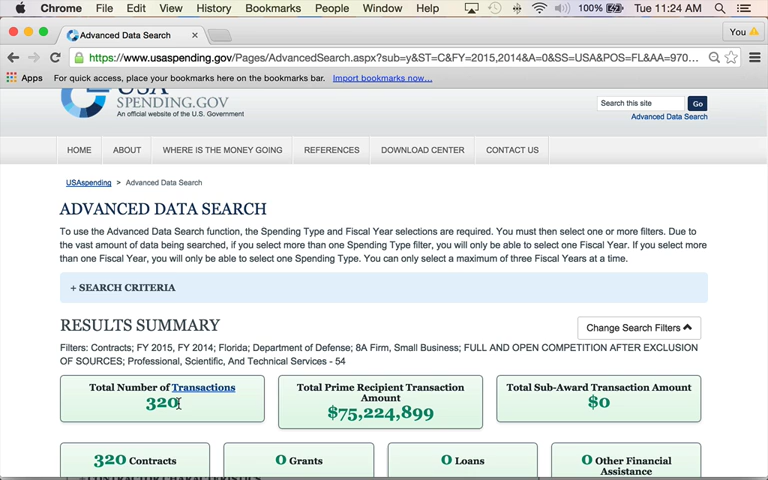 Chrome File Edit View History Bookmarks People Window Help 100% Tue 11:24 AM
Advanced Data Search You
https://www.usaspending.gov/Pages/AdvancedSearch.aspx?sub=y&ST=C&FY=2015,2014&A=0&SS=USA&POS=FL&AA=970...
Apps For quick access, place your bookmarks here on the bookmarks bar. Import bookmarks now...
USA
SPENDING.GOV
An official website of the U.S. Government
Search this site Go
Advanced Data Search
HOME ABOUT WHERE IS THE MONEY GOING REFERENCES DOWNLOAD CENTER CONTACT US
USAspending > Advanced Data Search
ADVANCED DATA SEARCH
To use the Advanced Data Search function, the Spending Type and Fiscal Year selections are required. You must then select one or more filters. Due to
the vast amount of data being searched, if you select more than one Spending Type filter, you will only be able to select one Fiscal Year. If you select more
than one Fiscal Year, you will only be able to select one Spending Type. You can only select a maximum of three Fiscal Years at a time.
+ SEARCH CRITERIA
RESULTS SUMMARY
Change Search Filters
Filters: Contracts; FY 2015, FY 2014; Florida; Department of Defense; 8A Firm, Small Business; FULL AND OPEN COMPETITION AFTER EXCLUSION
OF SOURCES; Professional, Scientific, And Technical Services - 54
Total Number of Transactions
320
Total Prime Recipient Transaction
Amount
$75,224,899
Total Sub-Award Transaction Amount
$0
320 Contracts
0 Grants
0 Loans
0 Other Financial
Assistance